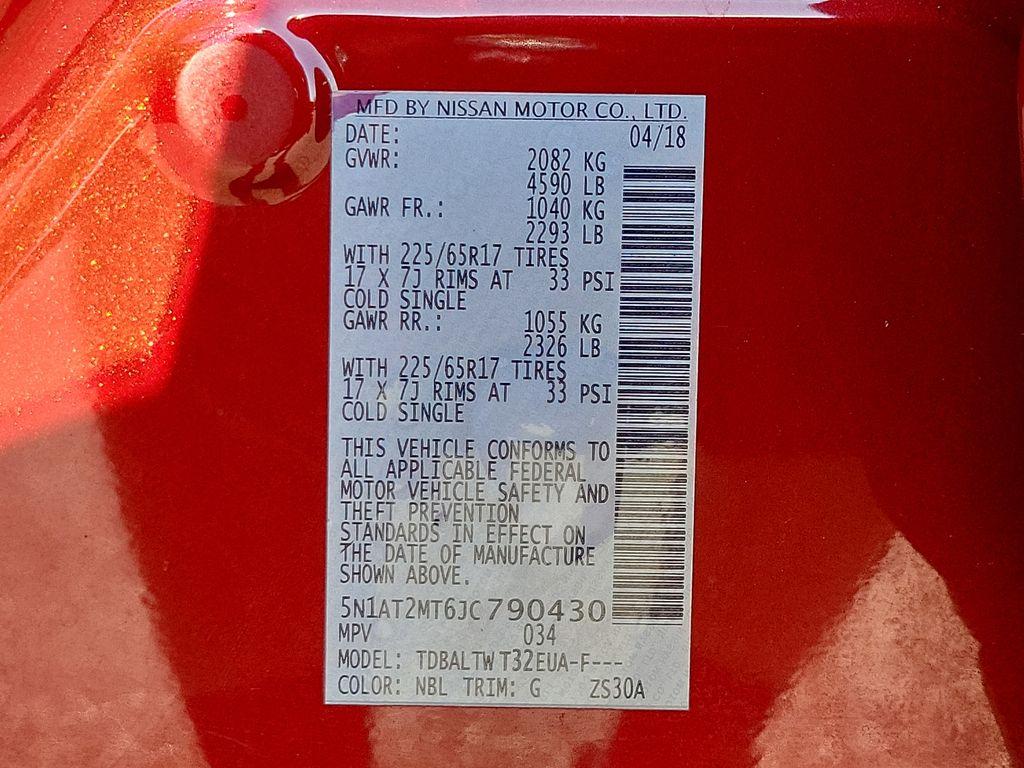 MFD BY NISSAN MOTOR CO., LTD.
DATE: 04/18
GVWR: 2082 KG
4590 LB
GAWR FR.: 1040 KG
2293 LB
WITH 225/65R17 TIRES
17 X 7J RIMS AT 33 PSI
COLD SINGLE
GAWR RR.: 1055 KG
2326 LB
WITH 225/65R17 TIRES
17 X 7J RIMS AT 33 PSI
COLD SINGLE
THIS VEHICLE CONFORMS TO
ALL APPLICABLE FEDERAL
MOTOR VEHICLE SAFETY AND
THEFT PREVENTION
STANDARDS IN EFFECT ON
THE DATE OF MANUFACTURE
SHOWN ABOVE.
5N1AT2MT6JC790430
MPV 034
MODEL: TDBALTWT32EUA-F---
COLOR: NBL TRIM: G ZS30A